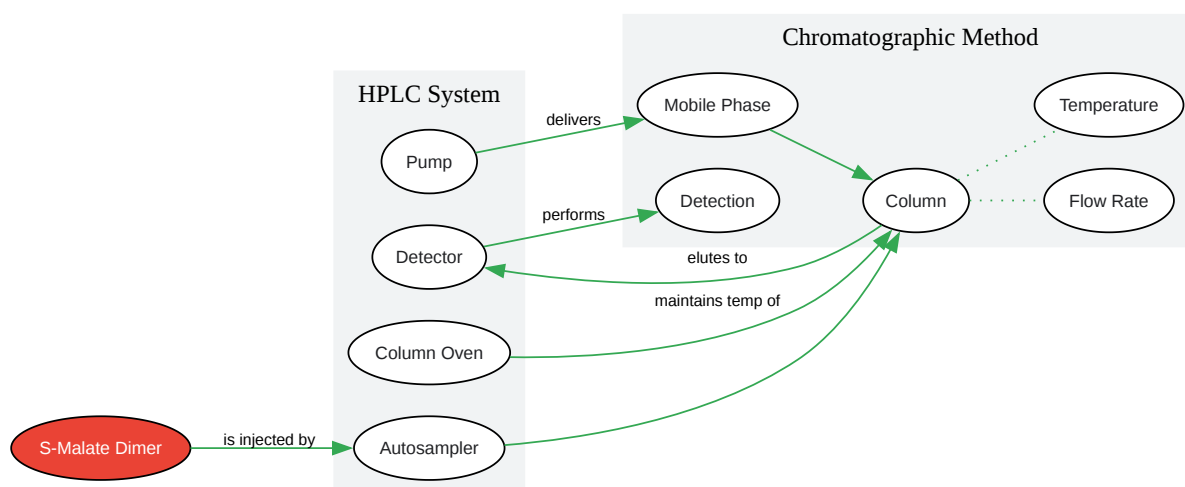 Chromatographic Method
HPLC System
Mobile Phase
Temperature
delivers
Pump
Detection
Column
Flow Rate
performs
Detector
elutes to
maintains temp of
Column Oven
is injected by
S-Malate Dimer
Autosampler